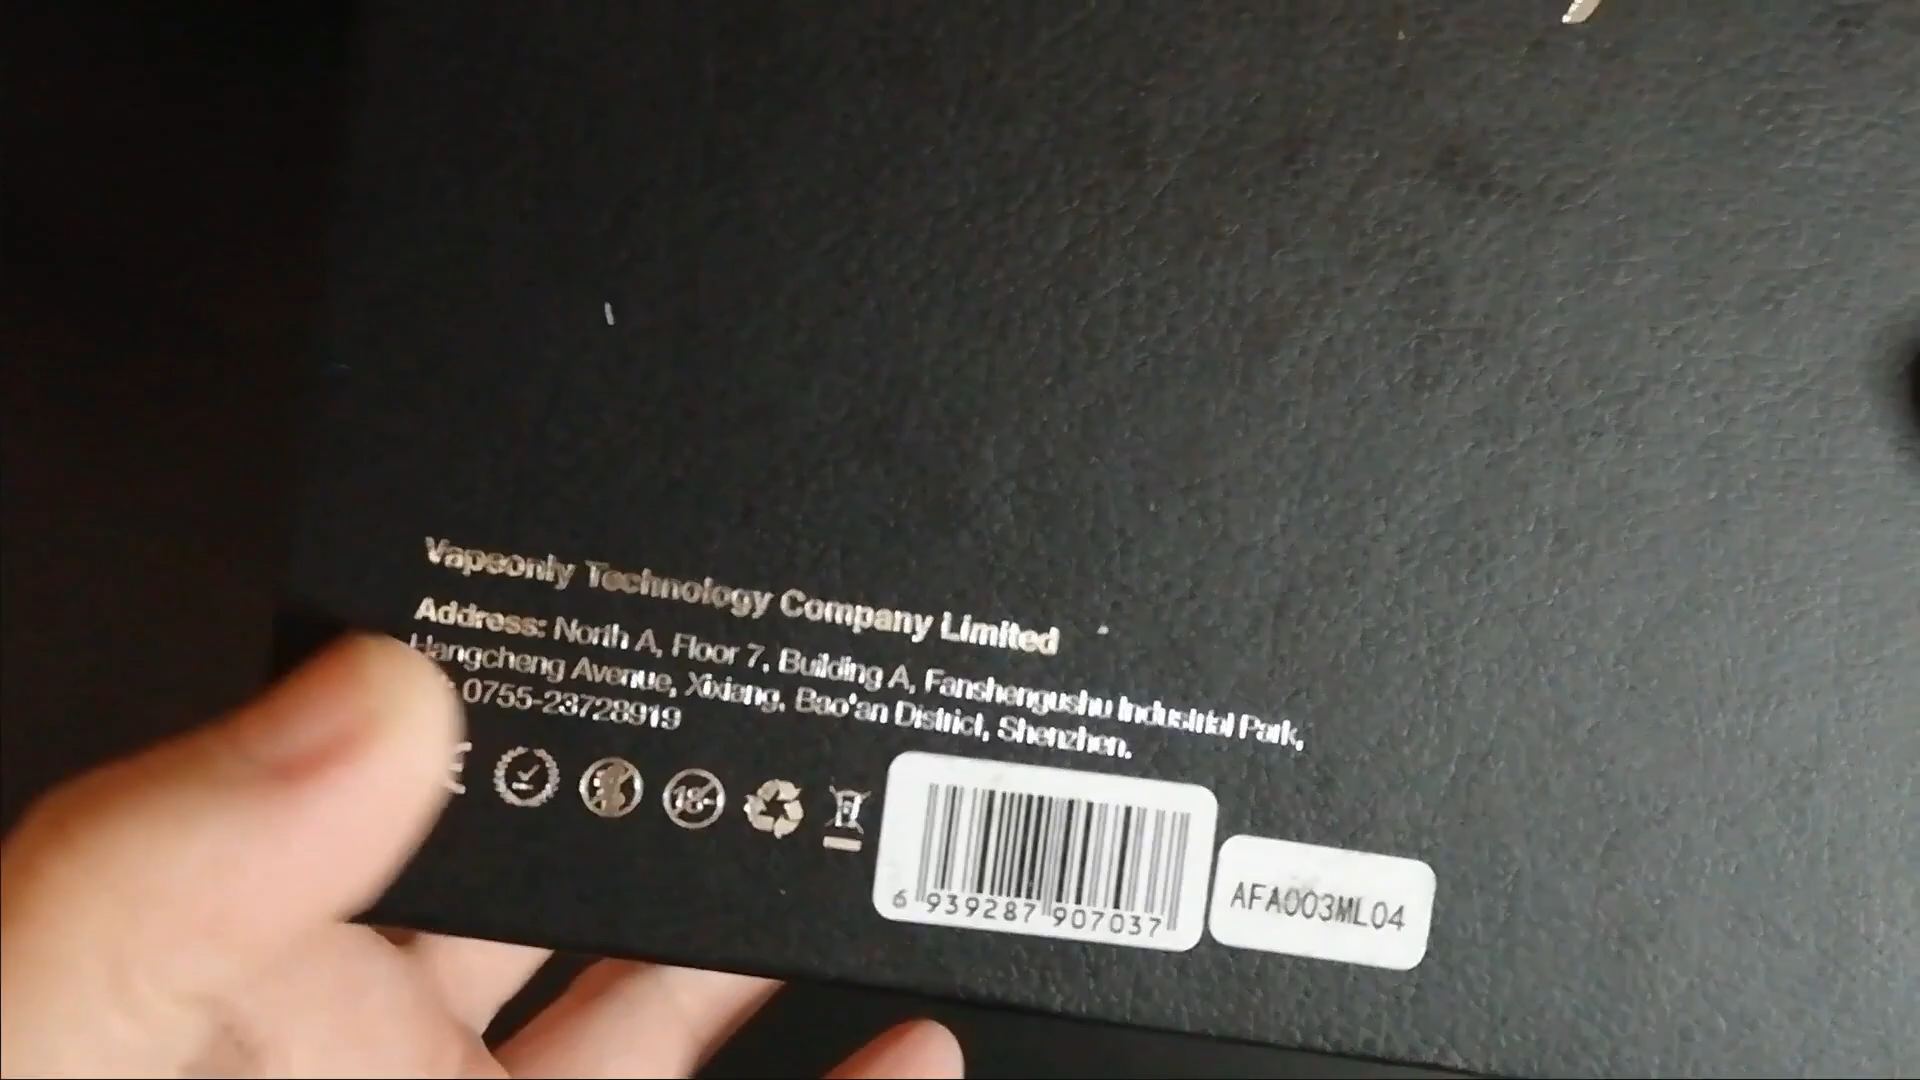 Vapeonly Technology Company Limited
Address: North A, Floor 7, Building A, Fanshengushu Industrial Park,
Hangcheng Avenue, Xixiang, Bao'an District, Shenzhen.
0755-23728919
18-
6 939287 907037
AFA003ML04